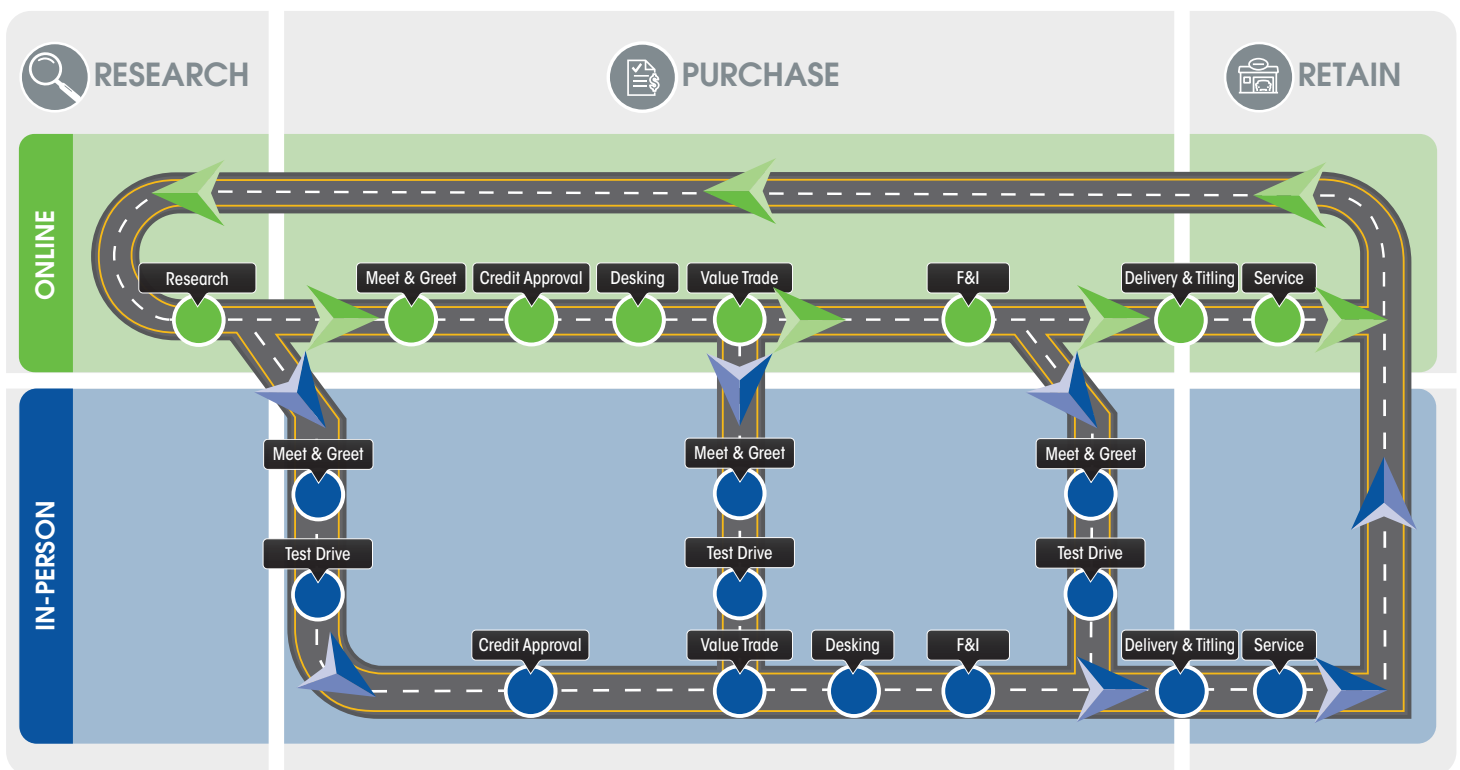 RESEARCH
PURCHASE
RETAIN
ONLINE
Research
Meet & Greet
Credit Approval
Desking
Value Trade
F&I
Delivery & Titling
Service
IN-PERSON
Meet & Greet
Meet & Greet
Meet & Greet
Test Drive
Test Drive
Test Drive
Credit Approval
Value Trade
Desking
F&I
Delivery & Titling
Service